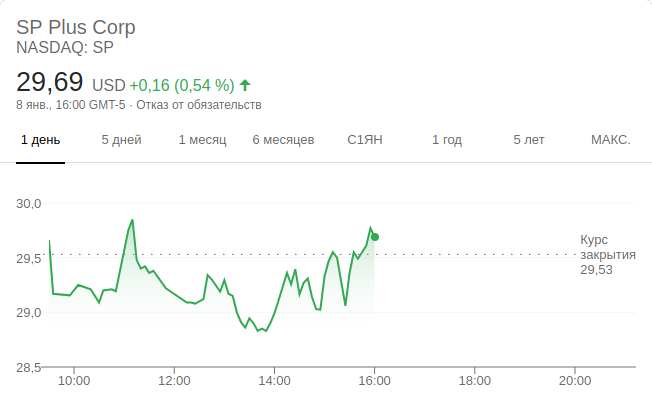 SP Plus Corp
NASDAQ: SP
29,69 USD +0,16 (0,54 %)
8 янв., 16:00 GMT-5 · Отказ от обязательств
1 день 5 дней 1 месяц 6 месяцев С1ЯН 1 год 5 лет МАКС.
30,0
29,5
29,0
28,5
Курс
закрытия
29,53
10:00 12:00 14:00 16:00 18:00 20:00